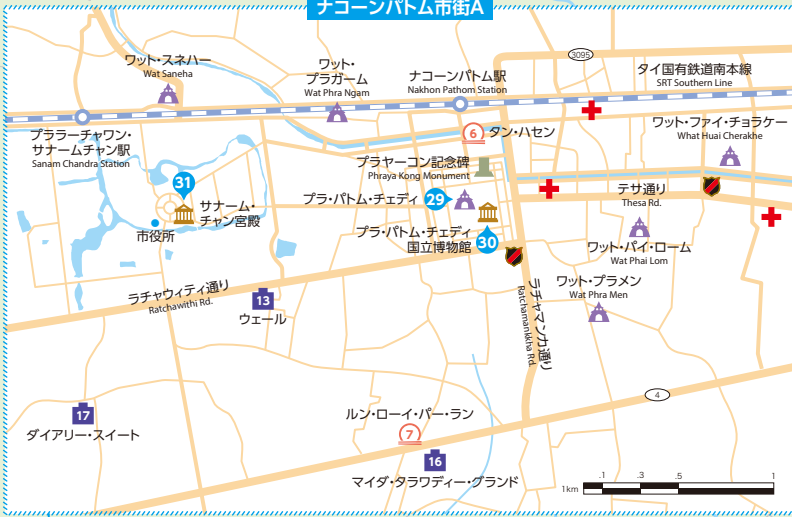 ナコーンパトム市街A
3095
ワット・スネハー
Wat Saneha
ワット・
プラガーム
Wat Phra Ngam
ナコーンパトム駅
Nakhon Pathom Station
タイ国有鉄道南本線
SRT Southern Line
プララーチャワン・
サナームチャン駅
Sanam Chandra Station
6
タン・ハセン
ワット・ファイ・チョラケー
What Huai Cherakhe
プラヤーコン記念碑
Phraya Kong Monument
31
サナーム・
チャン宮殿
市役所
プラ・パトム・チェディ
29
プラ・パトム・チェディ
国立博物館
30
テサ通り
Thesa Rd.
ワット・パイ・ローム
Wat Phai Lom
ラチャウィティ通り
Ratchawithi Rd.
13
ウェール
ラチャマンカ通り
Ratchamankkha Rd.
ワット・プラメン
Wat Phra Men
17
ダイアリー・スイート
ルン・ローイ・パー・ラン
7
16
マイダ・タラワディー・グランド
4
1km
.1
.3
.5
1